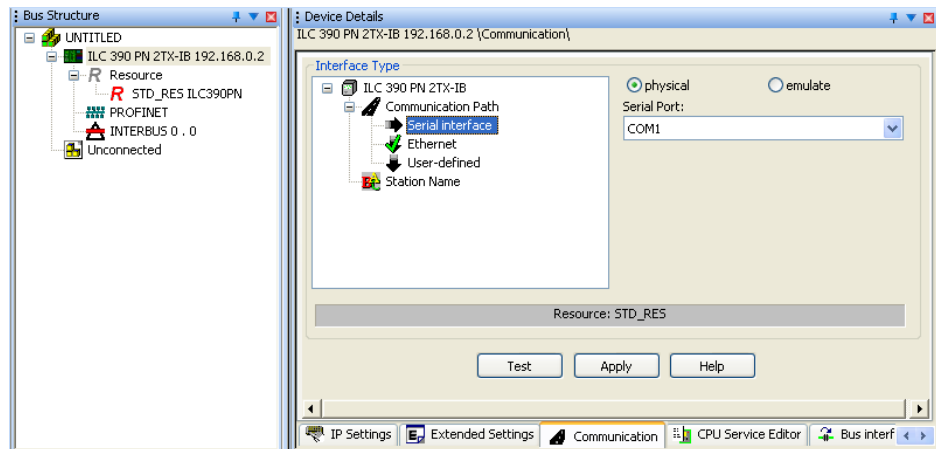 Bus Structure
UNTITLED
ILC 390 PN 2TX-IB 192.168.0.2
Resource
STD_RES ILC390PN
PROFINET
INTERBUS 0 . 0
Unconnected
Device Details
ILC 390 PN 2TX-IB 192.168.0.2 \Communication\
Interface Type
ILC 390 PN 2TX-IB
Communication Path
Serial interface
Ethernet
User-defined
Station Name
physical
emulate
Serial Port:
COM1
Resource: STD_RES
Test
Apply
Help
IP Settings
Extended Settings
Communication
CPU Service Editor
Bus interf